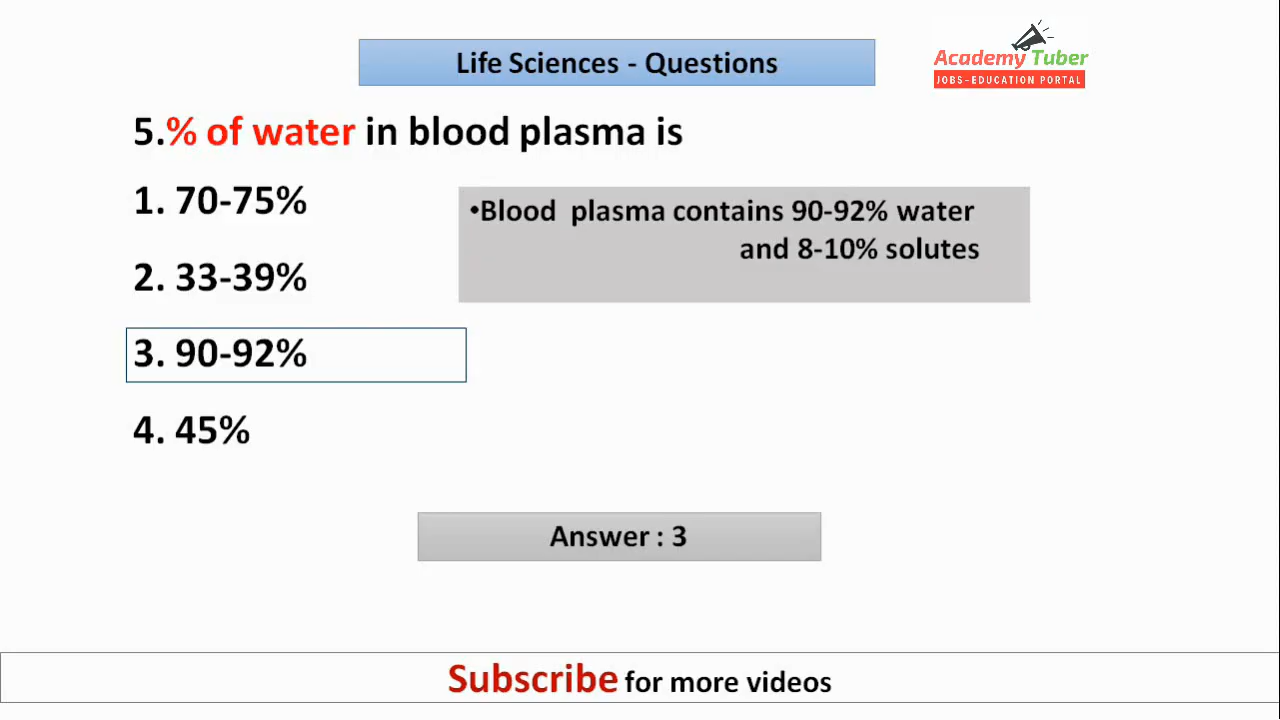 Life Sciences - Questions
Academy Tuber
JOBS-EDUCATION PORTAL
5.% of water in blood plasma is
1. 70-75%
•Blood plasma contains 90-92% water
and 8-10% solutes
2. 33-39%
3. 90-92%
4. 45%
Answer : 3
Subscribe for more videos